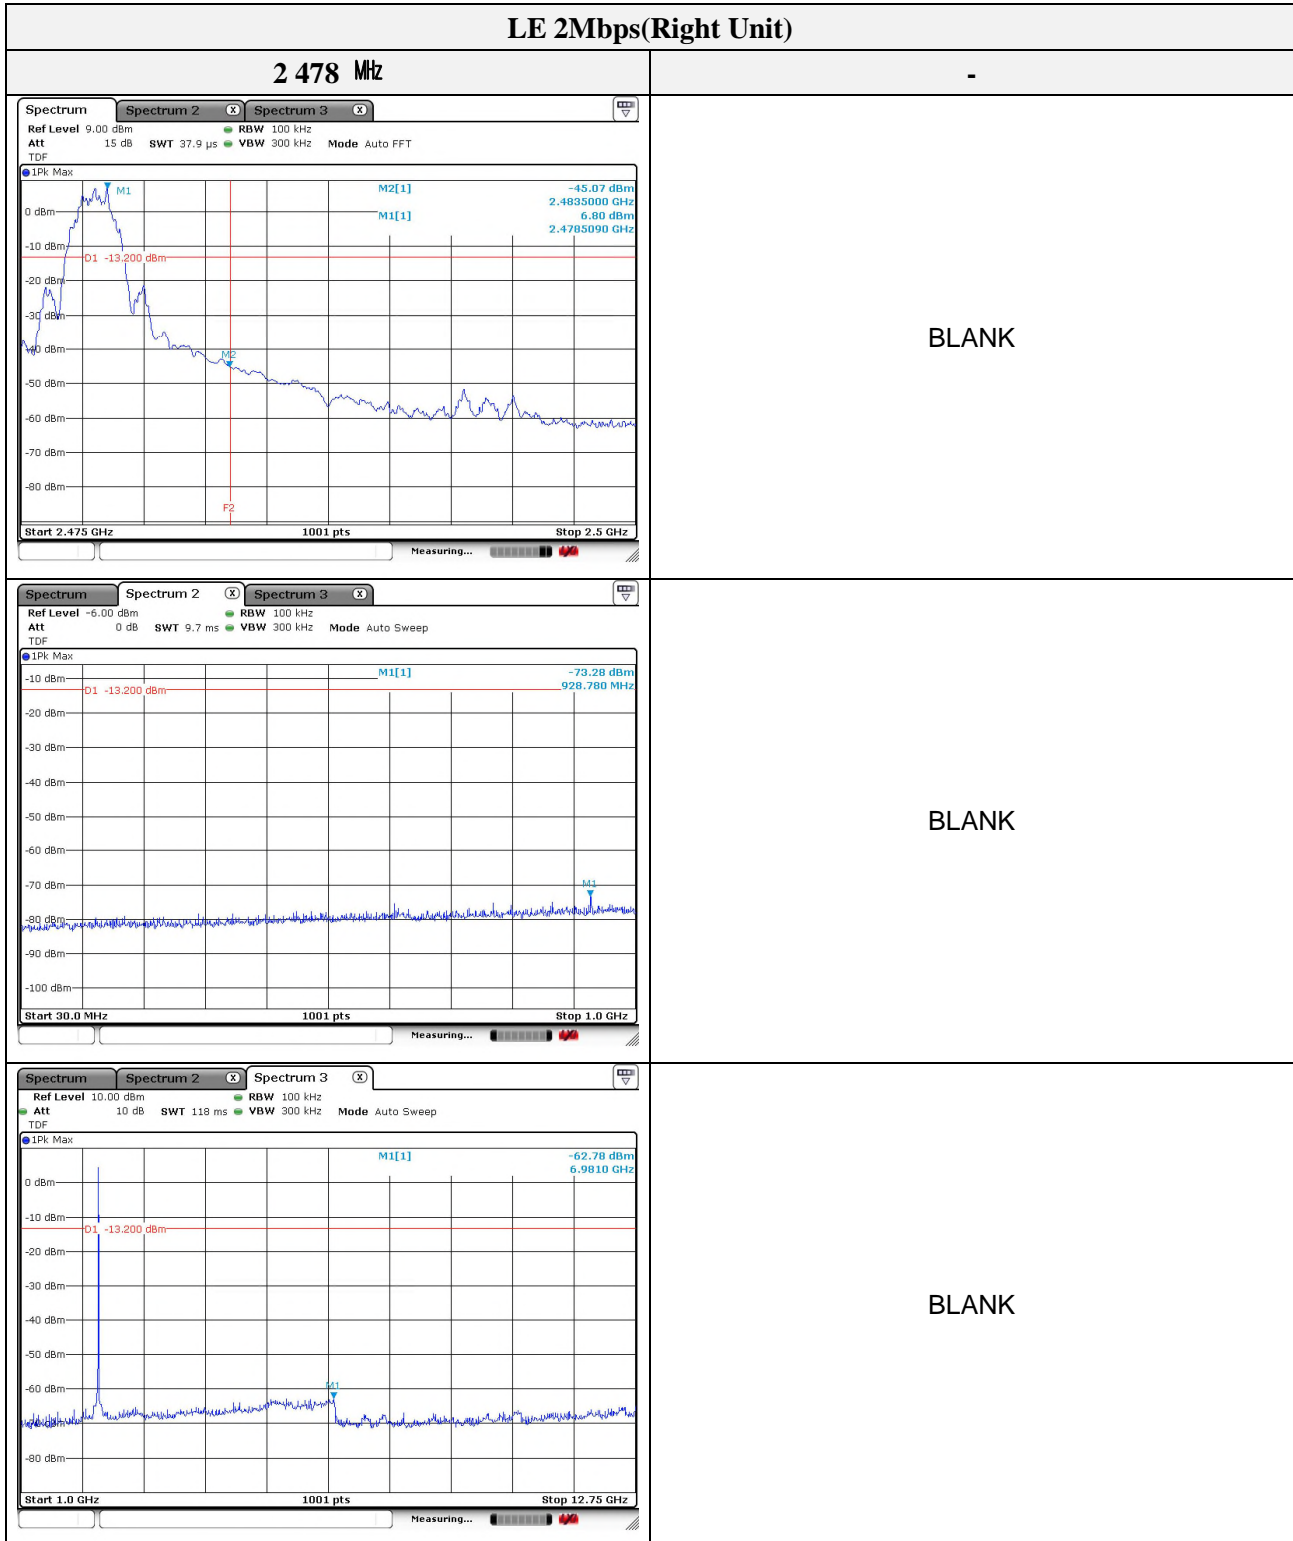 LE 2Mbps(Right Unit)
2 478 ㎒ -
Spectrum Spectrum 2 X Spectrum 3 X
Ref Level 9.00 dBm RBW 100 kHz
Att 15 dB SWT 37.9 µs VBW 300 kHz Mode Auto FFT
TDF
1Pk Max
M1 M2[1] -45.07 dBm
2.4835000 GHz
0 dBm M1[1] 6.80 dBm
2.4785090 GHz
-10 dBm
D1 -13.200 dBm
-20 dBm
-30 dBm
-40 dBm
M2
-50 dBm
-60 dBm
-70 dBm
-80 dBm
F2
Start 2.475 GHz 1001 pts Stop 2.5 GHz
Measuring...
BLANK
Spectrum Spectrum 2 X Spectrum 3 X
Ref Level -6.00 dBm RBW 100 kHz
Att 0 dB SWT 9.7 ms VBW 300 kHz Mode Auto Sweep
TDF
1Pk Max
-10 dBm M1[1] -73.28 dBm
D1 -13.200 dBm 928.780 MHz
-20 dBm
-30 dBm
-40 dBm
-50 dBm
-60 dBm
-70 dBm
M1
-80 dBm
-90 dBm
-100 dBm
Start 30.0 MHz 1001 pts Stop 1.0 GHz
Measuring...
BLANK
Spectrum Spectrum 2 X Spectrum 3 X
Ref Level 10.00 dBm RBW 100 kHz
Att 10 dB SWT 118 ms VBW 300 kHz Mode Auto Sweep
TDF
1Pk Max
M1[1] -62.78 dBm
6.9810 GHz
0 dBm
-10 dBm
D1 -13.200 dBm
-20 dBm
-30 dBm
-40 dBm
-50 dBm
-60 dBm
M1
-70 dBm
-80 dBm
Start 1.0 GHz 1001 pts Stop 12.75 GHz
Measuring...
BLANK